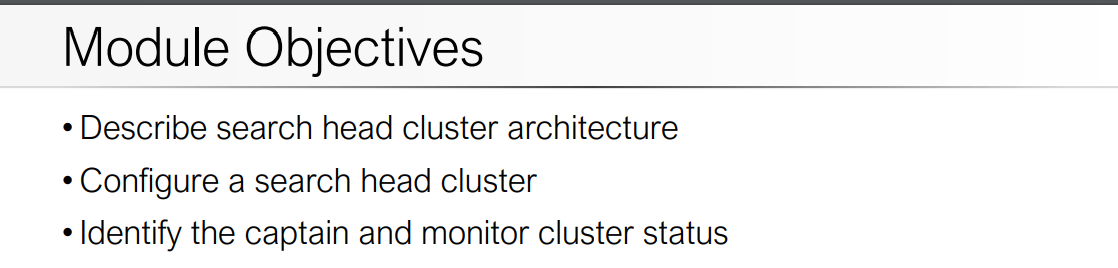 Module Objectives
• Describe search head cluster architecture
• Configure a search head cluster
• Identify the captain and monitor cluster status